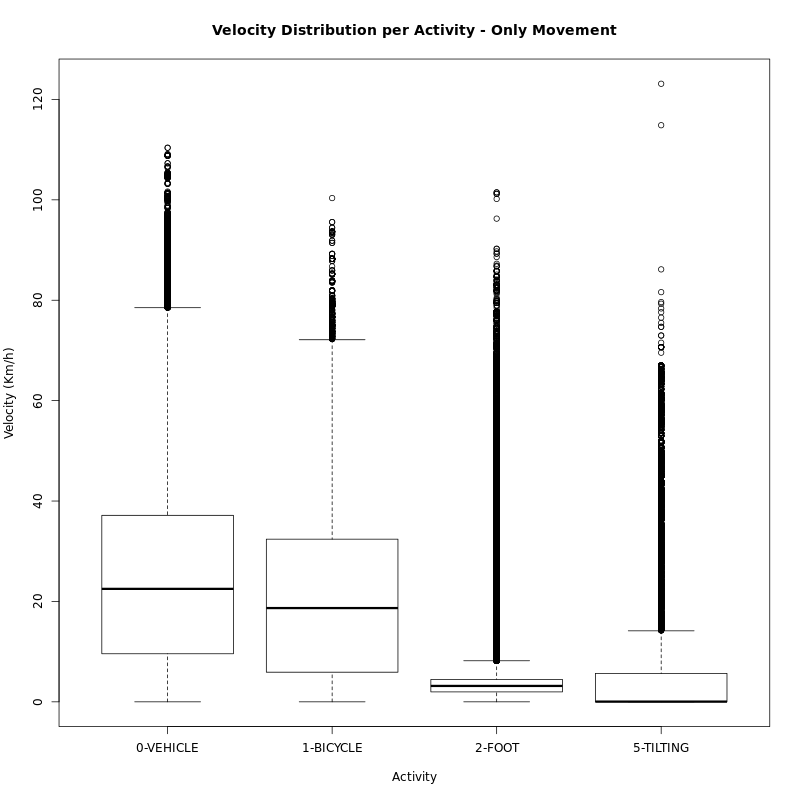 Velocity Distribution per Activity - Only Movement
Velocity (Km/h)
120
100
80
60
40
20
0
0-VEHICLE 1-BICYCLE 2-FOOT 5-TILTING
Activity